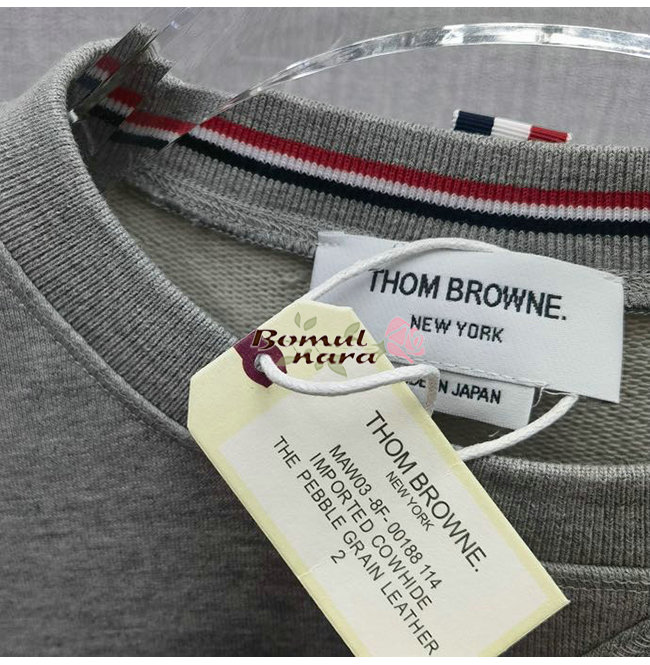 THOM BROWNE.
NEW YORK
IN JAPAN
Bomul
nara
THOM BROWNE.
NEW YORK
MAW03 -8F- 00188 114
IMPORTED COWHIDE
THE PEBBLE GRAIN LEATHER
2